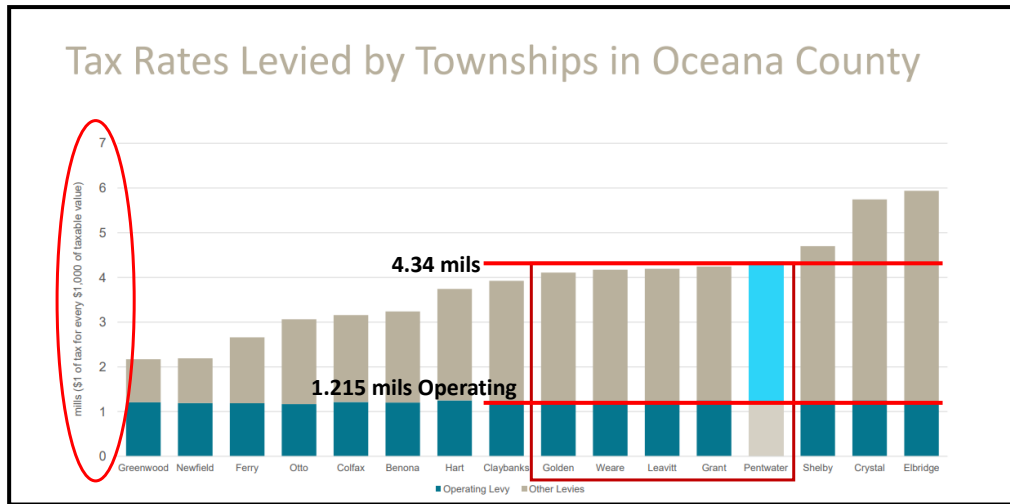 Tax Rates Levied by Townships in Oceana County
mills ($1 of tax for every $1,000 of taxable value)
7
6
5
4
3
2
1
0
4.34 mils
1.215 mils Operating
Greenwood Newfield Ferry Otto Colfax Benona Hart Claybanks Golden Weare Leavitt Grant Pentwater Shelby Crystal Elbridge
Operating Levy Other Levies